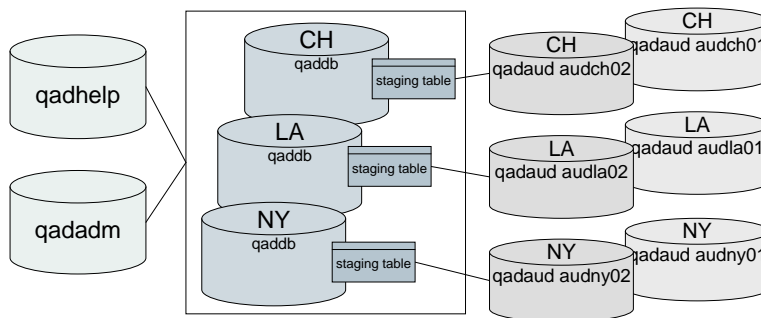 qadhelp
qadadm
CH
qaddb
staging table
LA
qaddb
staging table
NY
qaddb
staging table
CH
qadaud audch02
CH
qadaud audch01
LA
qadaud audla02
LA
qadaud audla01
NY
qadaud audny02
NY
qadaud audny01